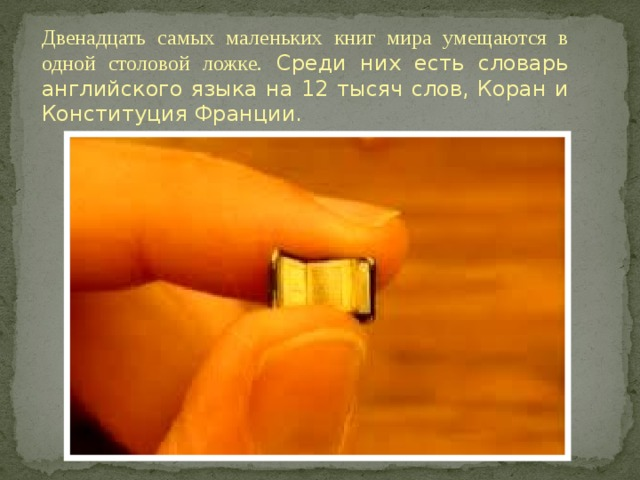 Двенадцать самых маленьких книг мира умещаются в
одной столовой ложке. Среди них есть словарь
английского языка на 12 тысяч слов, Коран и
Конституция Франции.